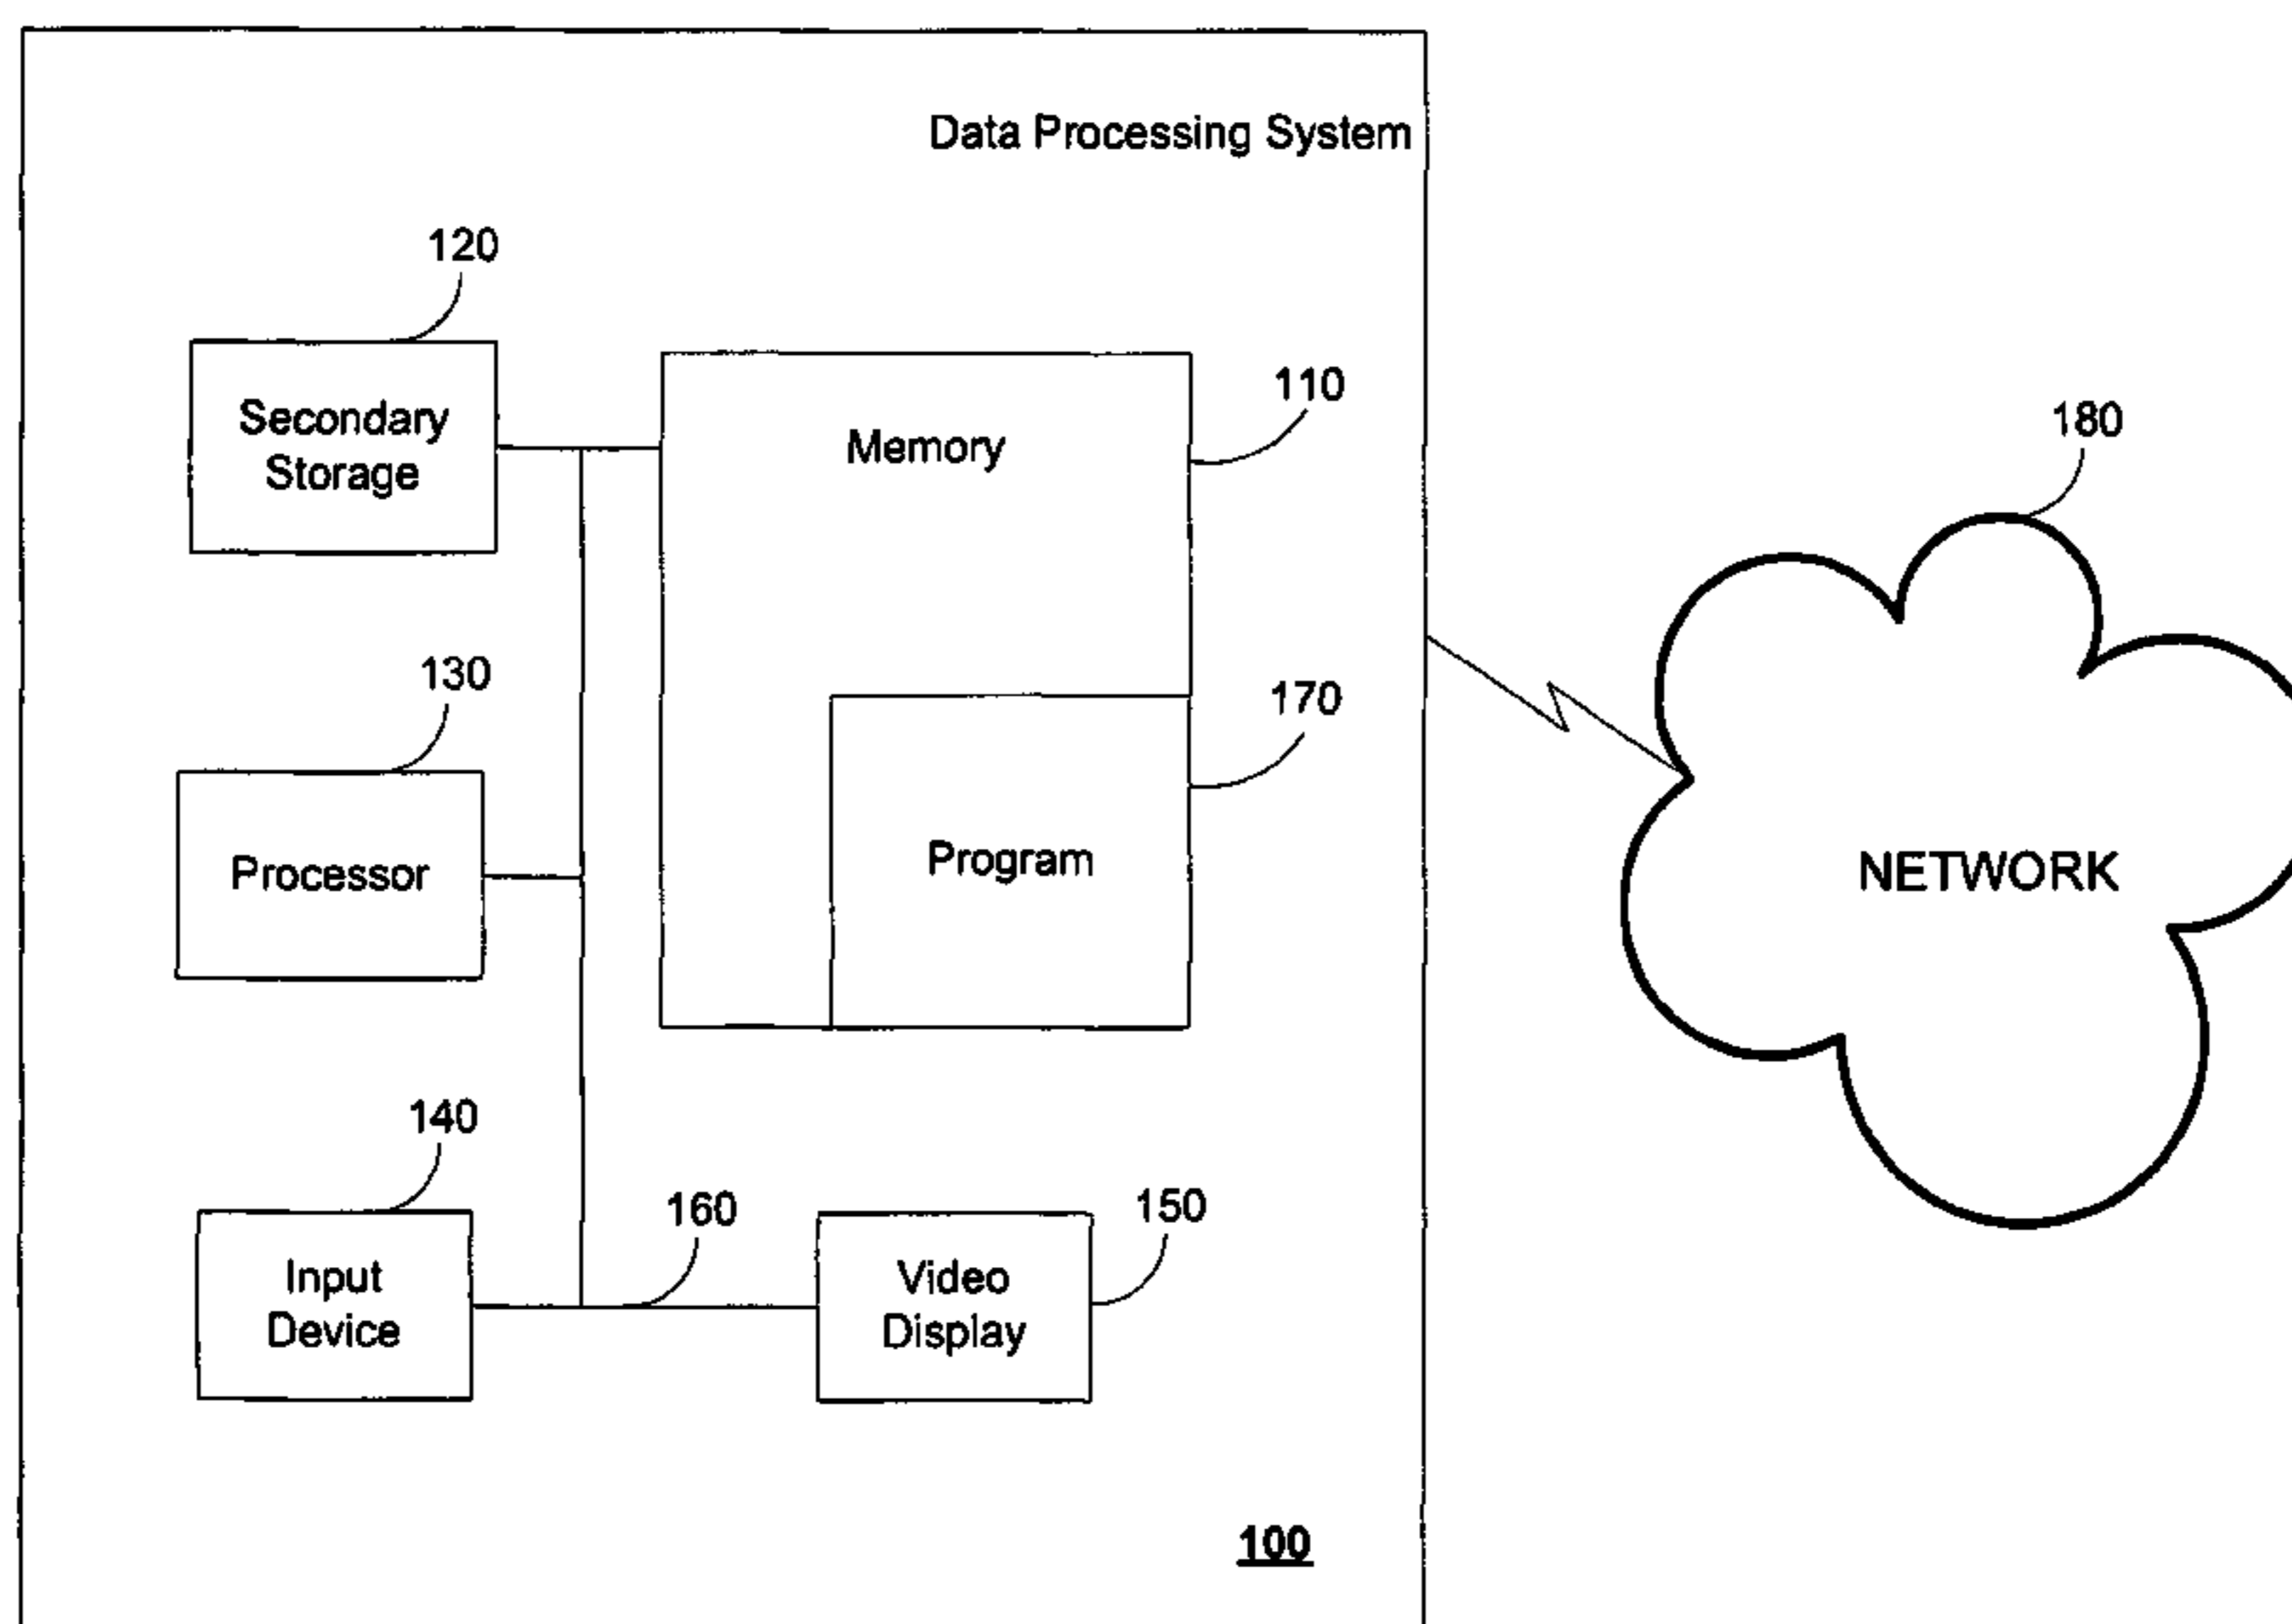 Data Processing System
120
Secondary
Storage
Memory
110
180
130
170
Processor
Program
NETWORK
140
160
150
Input
Device
Video
Display
100